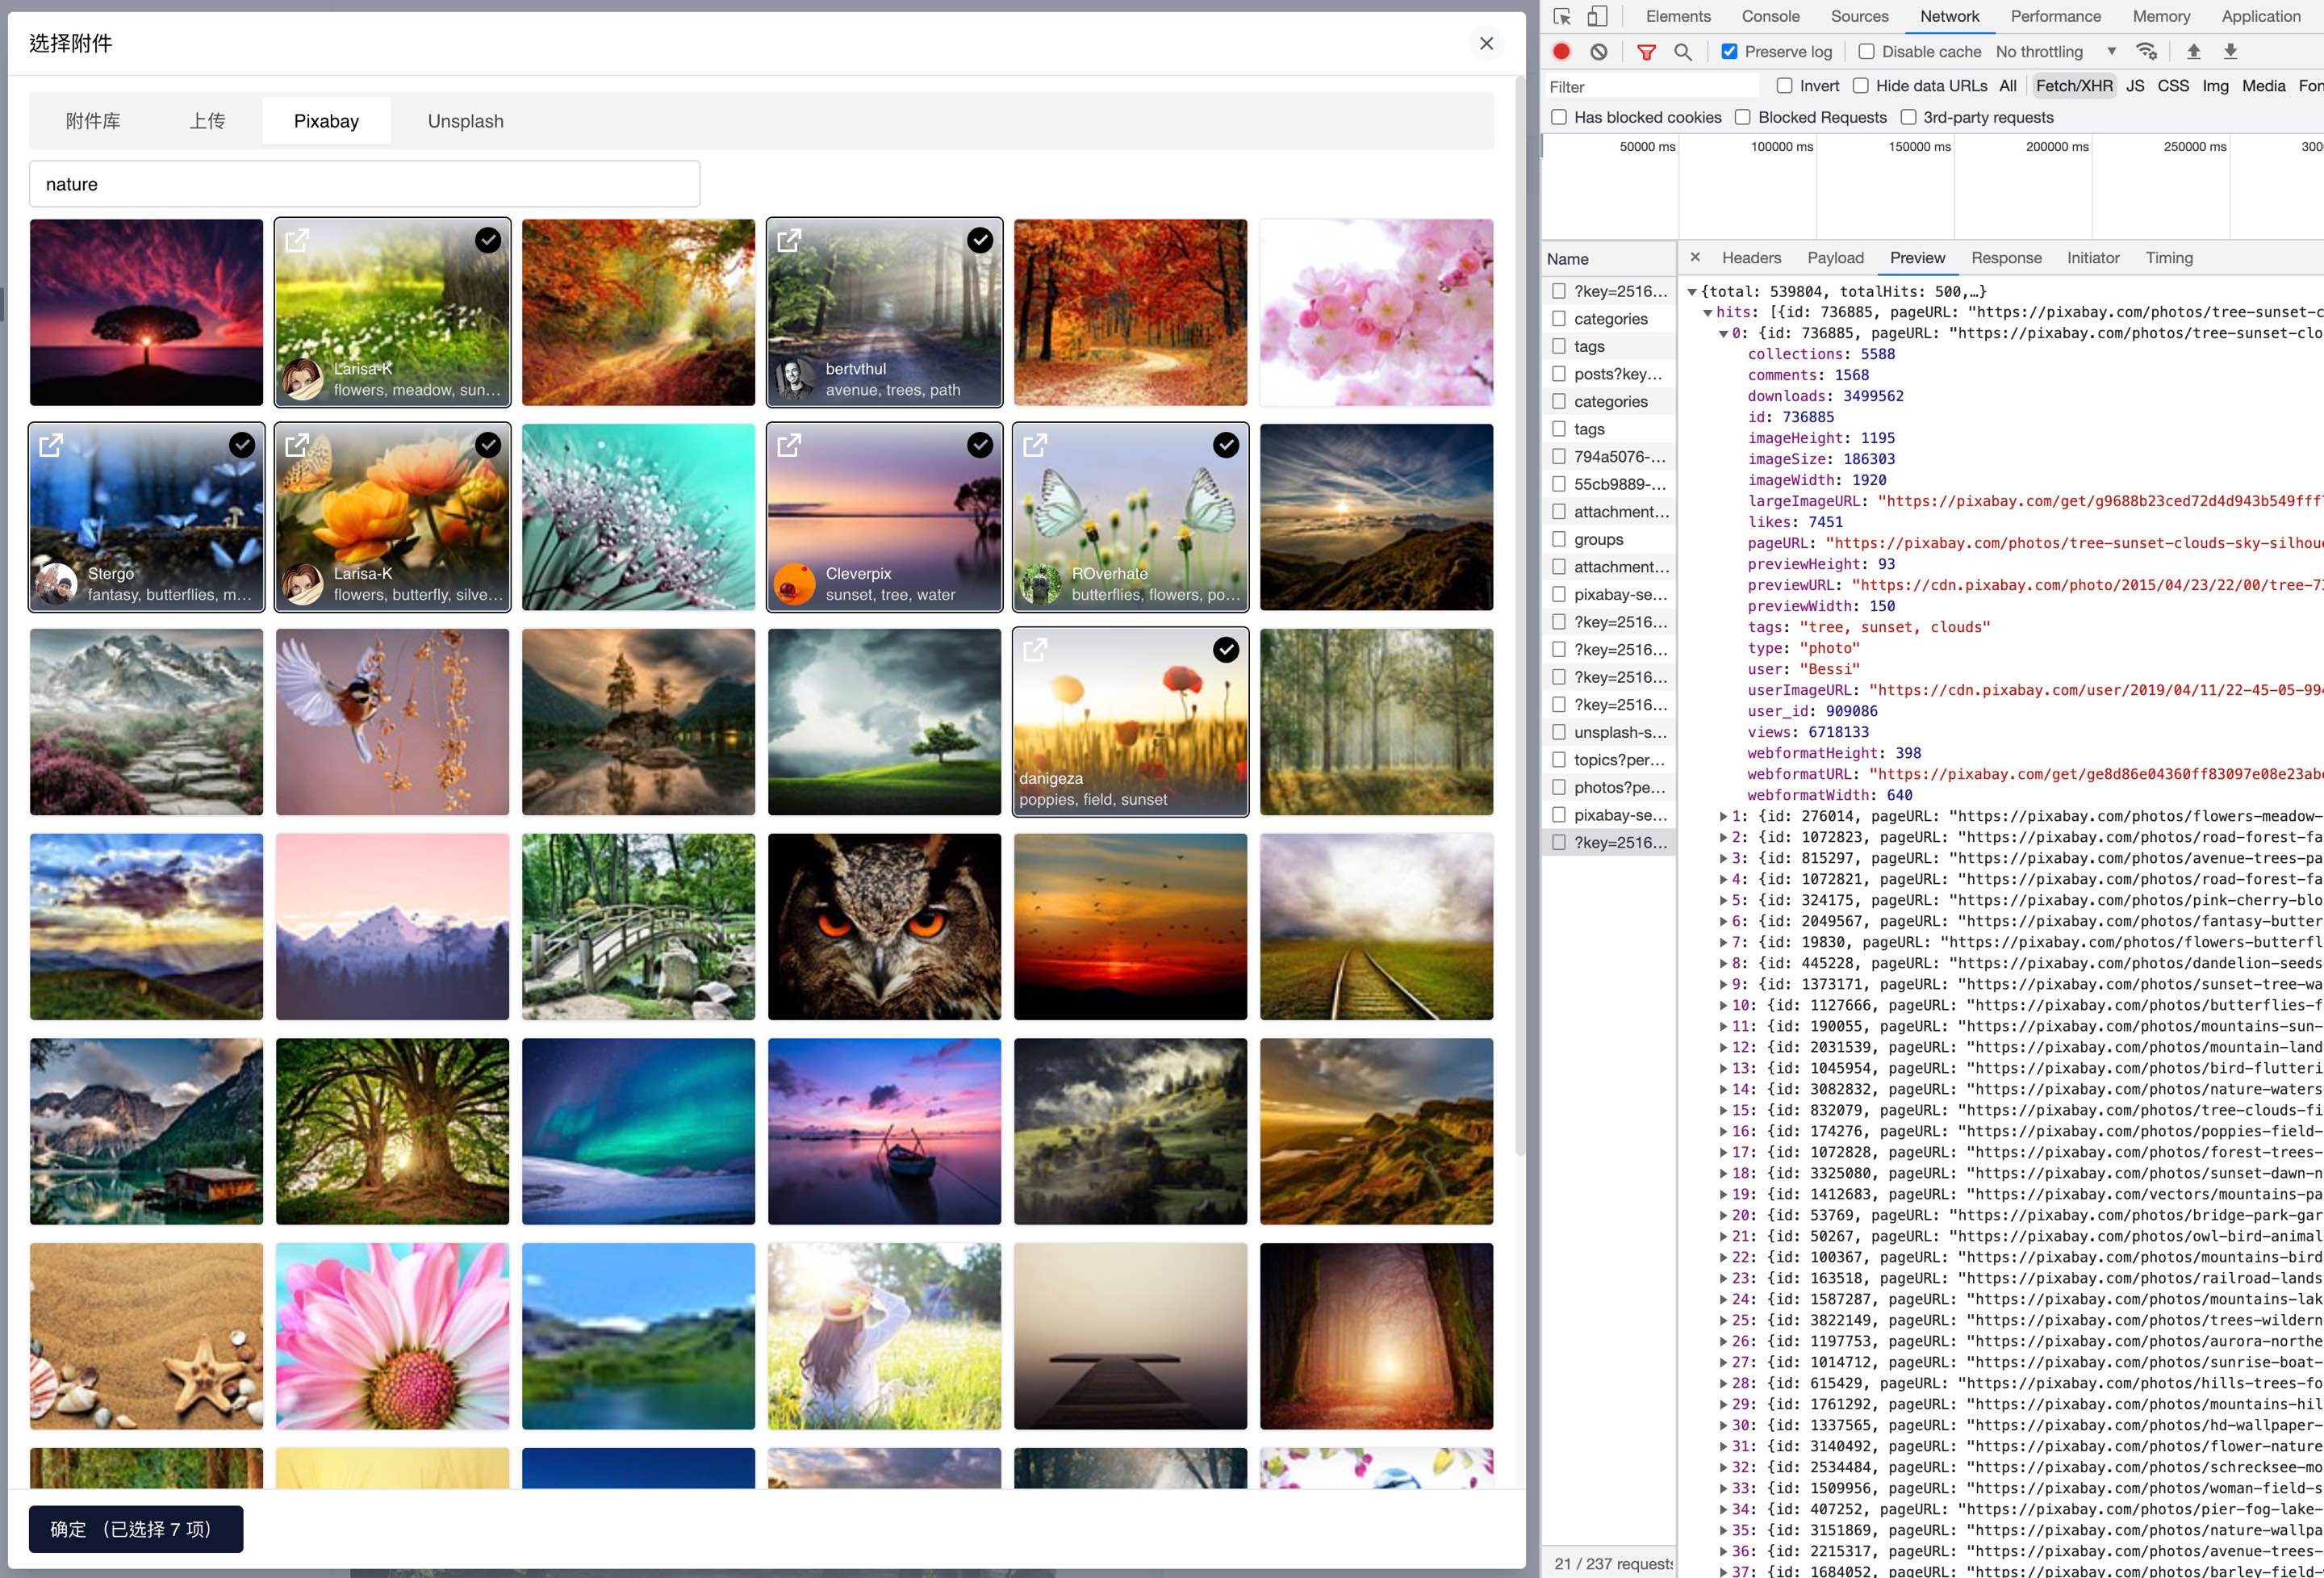 选择附件
附件库 上传 Pixabay Unsplash
nature
Larisa-K
flowers, meadow, sun…
bertvthul
avenue, trees, path
Stergo
fantasy, butterflies, m…
Larisa-K
flowers, butterfly, silve…
Cleverpix
sunset, tree, water
ROverhate
butterflies, flowers, po…
danigeza
poppies, field, sunset
确定 （已选择 7 项）
Elements Console Sources Network Performance Memory Application
Preserve log Disable cache No throttling
Filter Invert Hide data URLs All Fetch/XHR JS CSS Img Media Fon
Has blocked cookies Blocked Requests 3rd-party requests
50000 ms 100000 ms 150000 ms 200000 ms 250000 ms 300
Name
?key=2516…
categories
tags
posts?key…
categories
tags
794a5076-…
55cb9889-…
attachment…
groups
attachment…
pixabay-se…
?key=2516…
?key=2516…
?key=2516…
?key=2516…
unsplash-s…
topics?per…
photos?pe…
pixabay-se…
?key=2516…
21 / 237 requests
Headers Payload Preview Response Initiator Timing
{total: 539804, totalHits: 500,…}
hits: [{id: 736885, pageURL: "https://pixabay.com/photos/tree-sunset-c
0: {id: 736885, pageURL: "https://pixabay.com/photos/tree-sunset-clo
collections: 5588
comments: 1568
downloads: 3499562
id: 736885
imageHeight: 1195
imageSize: 186303
imageWidth: 1920
largeImageURL: "https://pixabay.com/get/g9688b23ced72d4d943b549fff
likes: 7451
pageURL: "https://pixabay.com/photos/tree-sunset-clouds-sky-silhou
previewHeight: 93
previewURL: "https://cdn.pixabay.com/photo/2015/04/23/22/00/tree-7
previewWidth: 150
tags: "tree, sunset, clouds"
type: "photo"
user: "Bessi"
userImageURL: "https://cdn.pixabay.com/user/2019/04/11/22-45-05-99
user_id: 909086
views: 6718133
webformatHeight: 398
webformatURL: "https://pixabay.com/get/ge8d86e04360ff83097e08e23ab
webformatWidth: 640
1: {id: 276014, pageURL: "https://pixabay.com/photos/flowers-meadow-
2: {id: 1072823, pageURL: "https://pixabay.com/photos/road-forest-fa
3: {id: 815297, pageURL: "https://pixabay.com/photos/avenue-trees-pa
4: {id: 1072821, pageURL: "https://pixabay.com/photos/road-forest-fa
5: {id: 324175, pageURL: "https://pixabay.com/photos/pink-cherry-blo
6: {id: 2049567, pageURL: "https://pixabay.com/photos/fantasy-butter
7: {id: 19830, pageURL: "https://pixabay.com/photos/flowers-butterfl
8: {id: 445228, pageURL: "https://pixabay.com/photos/dandelion-seeds
9: {id: 1373171, pageURL: "https://pixabay.com/photos/sunset-tree-wa
10: {id: 1127666, pageURL: "https://pixabay.com/photos/butterflies-f
11: {id: 190055, pageURL: "https://pixabay.com/photos/mountains-sun-
12: {id: 2031539, pageURL: "https://pixabay.com/photos/mountain-land
13: {id: 1045954, pageURL: "https://pixabay.com/photos/bird-flutteri
14: {id: 3082832, pageURL: "https://pixabay.com/photos/nature-waters
15: {id: 832079, pageURL: "https://pixabay.com/photos/tree-clouds-fi
16: {id: 174276, pageURL: "https://pixabay.com/photos/poppies-field-
17: {id: 1072828, pageURL: "https://pixabay.com/photos/forest-trees-
18: {id: 3325080, pageURL: "https://pixabay.com/photos/sunset-dawn-n
19: {id: 1412683, pageURL: "https://pixabay.com/vectors/mountains-pa
20: {id: 53769, pageURL: "https://pixabay.com/photos/bridge-park-gar
21: {id: 50267, pageURL: "https://pixabay.com/photos/owl-bird-animal
22: {id: 100367, pageURL: "https://pixabay.com/photos/mountains-bird
23: {id: 163518, pageURL: "https://pixabay.com/photos/railroad-lands
24: {id: 1587287, pageURL: "https://pixabay.com/photos/mountains-lak
25: {id: 3822149, pageURL: "https://pixabay.com/photos/trees-wildern
26: {id: 1197753, pageURL: "https://pixabay.com/photos/aurora-northe
27: {id: 1014712, pageURL: "https://pixabay.com/photos/sunrise-boat-
28: {id: 615429, pageURL: "https://pixabay.com/photos/hills-trees-fo
29: {id: 1761292, pageURL: "https://pixabay.com/photos/mountains-hil
30: {id: 1337565, pageURL: "https://pixabay.com/photos/hd-wallpaper-
31: {id: 3140492, pageURL: "https://pixabay.com/photos/flower-nature
32: {id: 2534484, pageURL: "https://pixabay.com/photos/schrecksee-mo
33: {id: 1509956, pageURL: "https://pixabay.com/photos/woman-field-s
34: {id: 407252, pageURL: "https://pixabay.com/photos/pier-fog-lake-
35: {id: 3151869, pageURL: "https://pixabay.com/photos/nature-wallpa
36: {id: 2215317, pageURL: "https://pixabay.com/photos/avenue-trees-
37: {id: 1684052, pageURL: "https://pixabay.com/photos/barley-field-